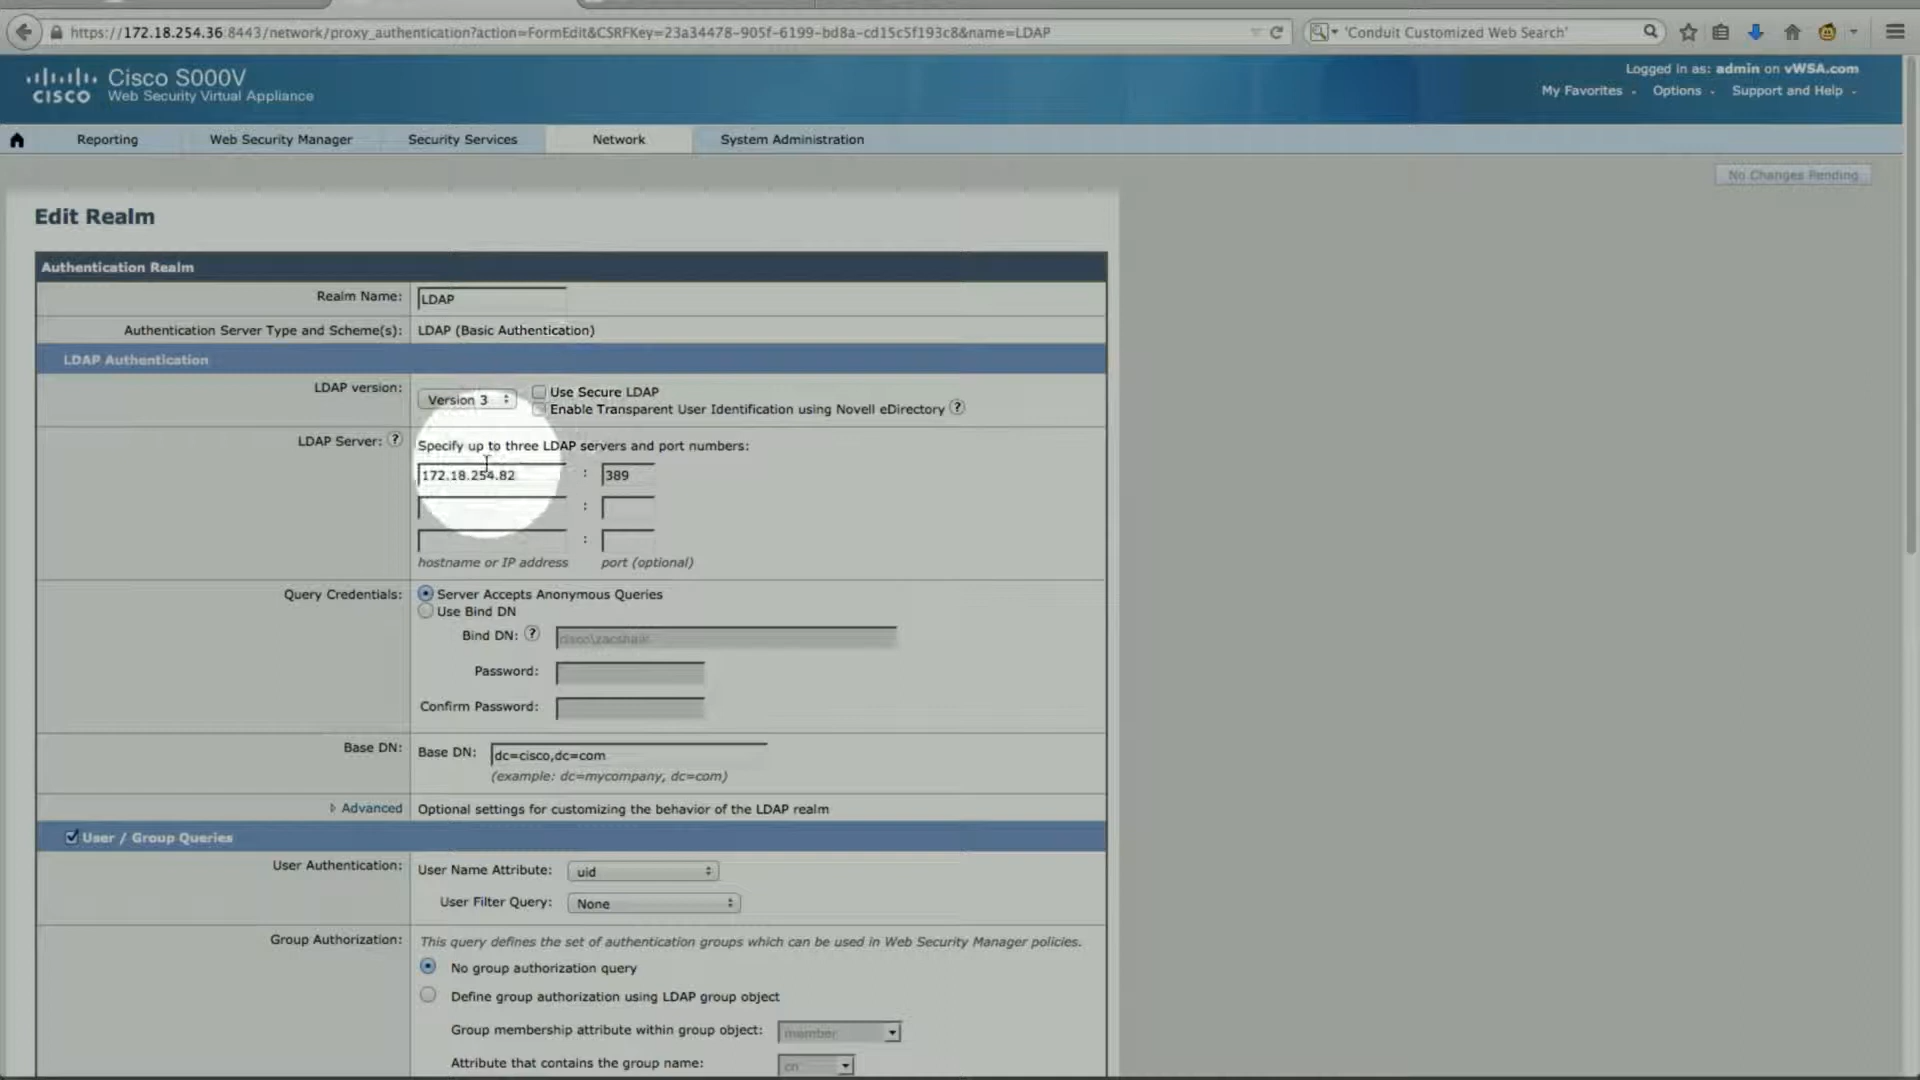 https://172.18.254.36:8443/network/proxy_authentication?action=FormEdit&CSRFKey=23a34478-905f-6199-bd8a-cd15c5f193c8&name=LDAP
'Conduit Customized Web Search'
Cisco S000V
CISCO
Web Security Virtual Appliance
Logged in as: admin on vWSA.com
My Favorites Options Support and Help
Reporting Web Security Manager Security Services Network System Administration
No Changes Pending
Edit Realm
Authentication Realm
Realm Name: LDAP
Authentication Server Type and Scheme(s): LDAP (Basic Authentication)
LDAP Authentication
LDAP version: Version 3 Use Secure LDAP
Enable Transparent User Identification using Novell eDirectory ?
LDAP Server: ? Specify up to three LDAP servers and port numbers:
172.18.254.82 : 389
:
:
hostname or IP address port (optional)
Query Credentials: Server Accepts Anonymous Queries
Use Bind DN
Bind DN: ?
Password:
Confirm Password:
Base DN: Base DN: dc=cisco,dc=com
(example: dc=mycompany, dc=com)
Advanced Optional settings for customizing the behavior of the LDAP realm
User / Group Queries
User Authentication: User Name Attribute: uid
User Filter Query: None
Group Authorization: This query defines the set of authentication groups which can be used in Web Security Manager policies.
No group authorization query
Define group authorization using LDAP group object
Group membership attribute within group object: member
Attribute that contains the group name: cn